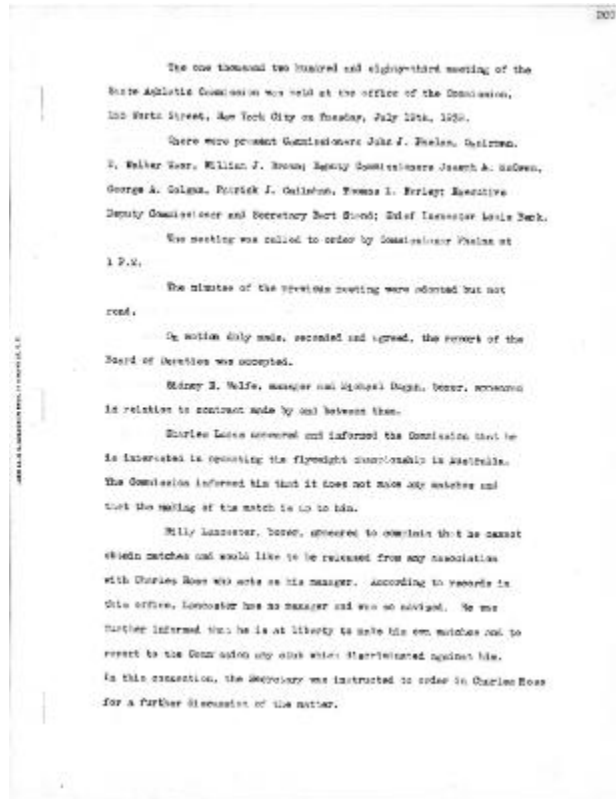 The one thousand two hundred and eighty-third meeting of the
State Athletic Commission was held at the office of the Commission,
Worth Street, New York City on Tuesday, July 19th,
There were present Commissioners John J. Phelan, Chairman,
D. Walker Wear, William J. Brown; Deputy Commissioners Joseph A. McOwen,
George A. Colgan, Patrick J. Callahan, Thomas L. Executive
Deputy Commissioner and Secretary Bert Stand; Chief Inspector Louis Beck.
The meeting was called to order by Commissioner Phelan at
1 P.M.
The minutes of the previous meeting were adopted but not
read.
On motion duly made, seconded and agreed, the report of the
Board of Deputies was accepted.
Sidney E. Wolfe, manager and Michael boxer, appeared
in relation to contract made by and between them.
Charles Lucas appeared and informed the Commission that he
is interested in promoting the flyweight championship in Australia.
The Commission informed him that it does not make any matches and
that the making of the match is up to him.
Billy Lancaster, boxer, appeared to complain that he cannot
obtain matches and would like to be released from any association
with Charles Rose who acts as his manager. According to records in
this office, Lancaster has no manager and was so advised. He was
further informed that he is at liberty to make his own matches and to
report to the Commission any club which discriminated against him.
In this connection, the Secretary was instructed to order in Charles Rose
for a further discussion of the matter.